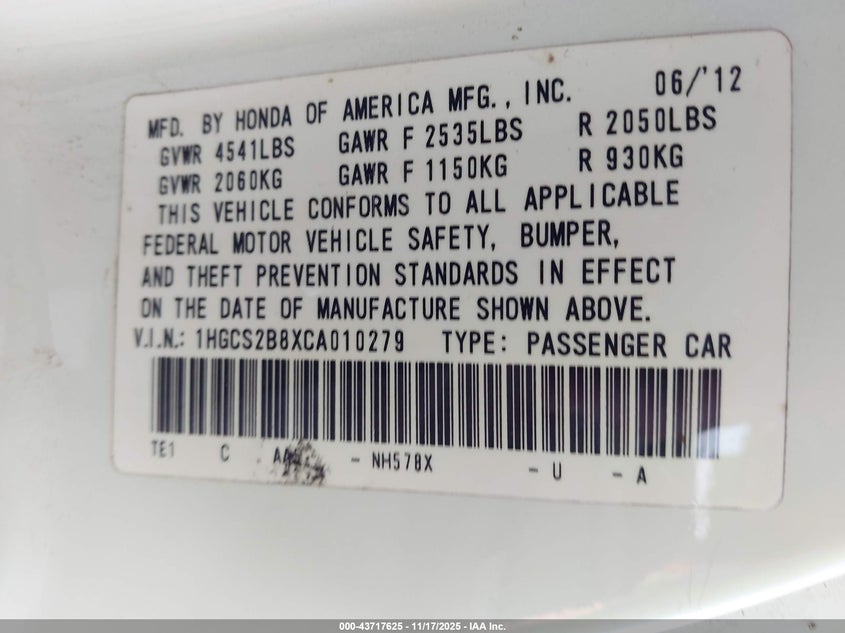 MFD. BY HONDA OF AMERICA MFG., INC. 06/'12
GVWR 4541LBS GAWR F 2535LBS R 2050LBS
GVWR 2060KG GAWR F 1150KG R 930KG
THIS VEHICLE CONFORMS TO ALL APPLICABLE
FEDERAL MOTOR VEHICLE SAFETY, BUMPER,
AND THEFT PREVENTION STANDARDS IN EFFECT
ON THE DATE OF MANUFACTURE SHOWN ABOVE.
V.I.N.: 1HGCS2B8XCA010279 TYPE: PASSENGER CAR
TE1 C - NH578X - U - A
000-43717625 - 11/17/2025 - IAA Inc.